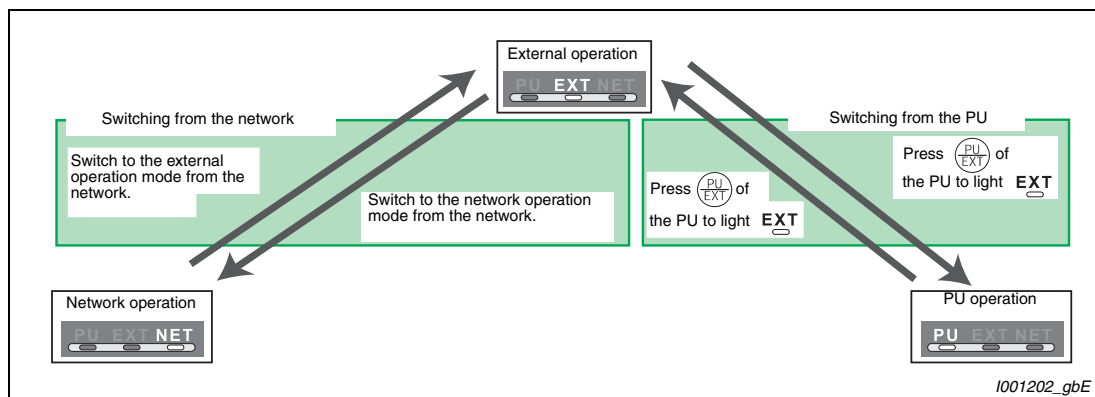 External operation
PU EXT NET
Switching from the network
Switch to the external
operation mode from the
network.
Switch to the network operation
mode from the network.
Switching from the PU
Press PU/EXT of
the PU to light EXT
Press PU/EXT of
the PU to light EXT
Network operation
PU EXT NET
PU operation
PU EXT NET
I001202_gbE